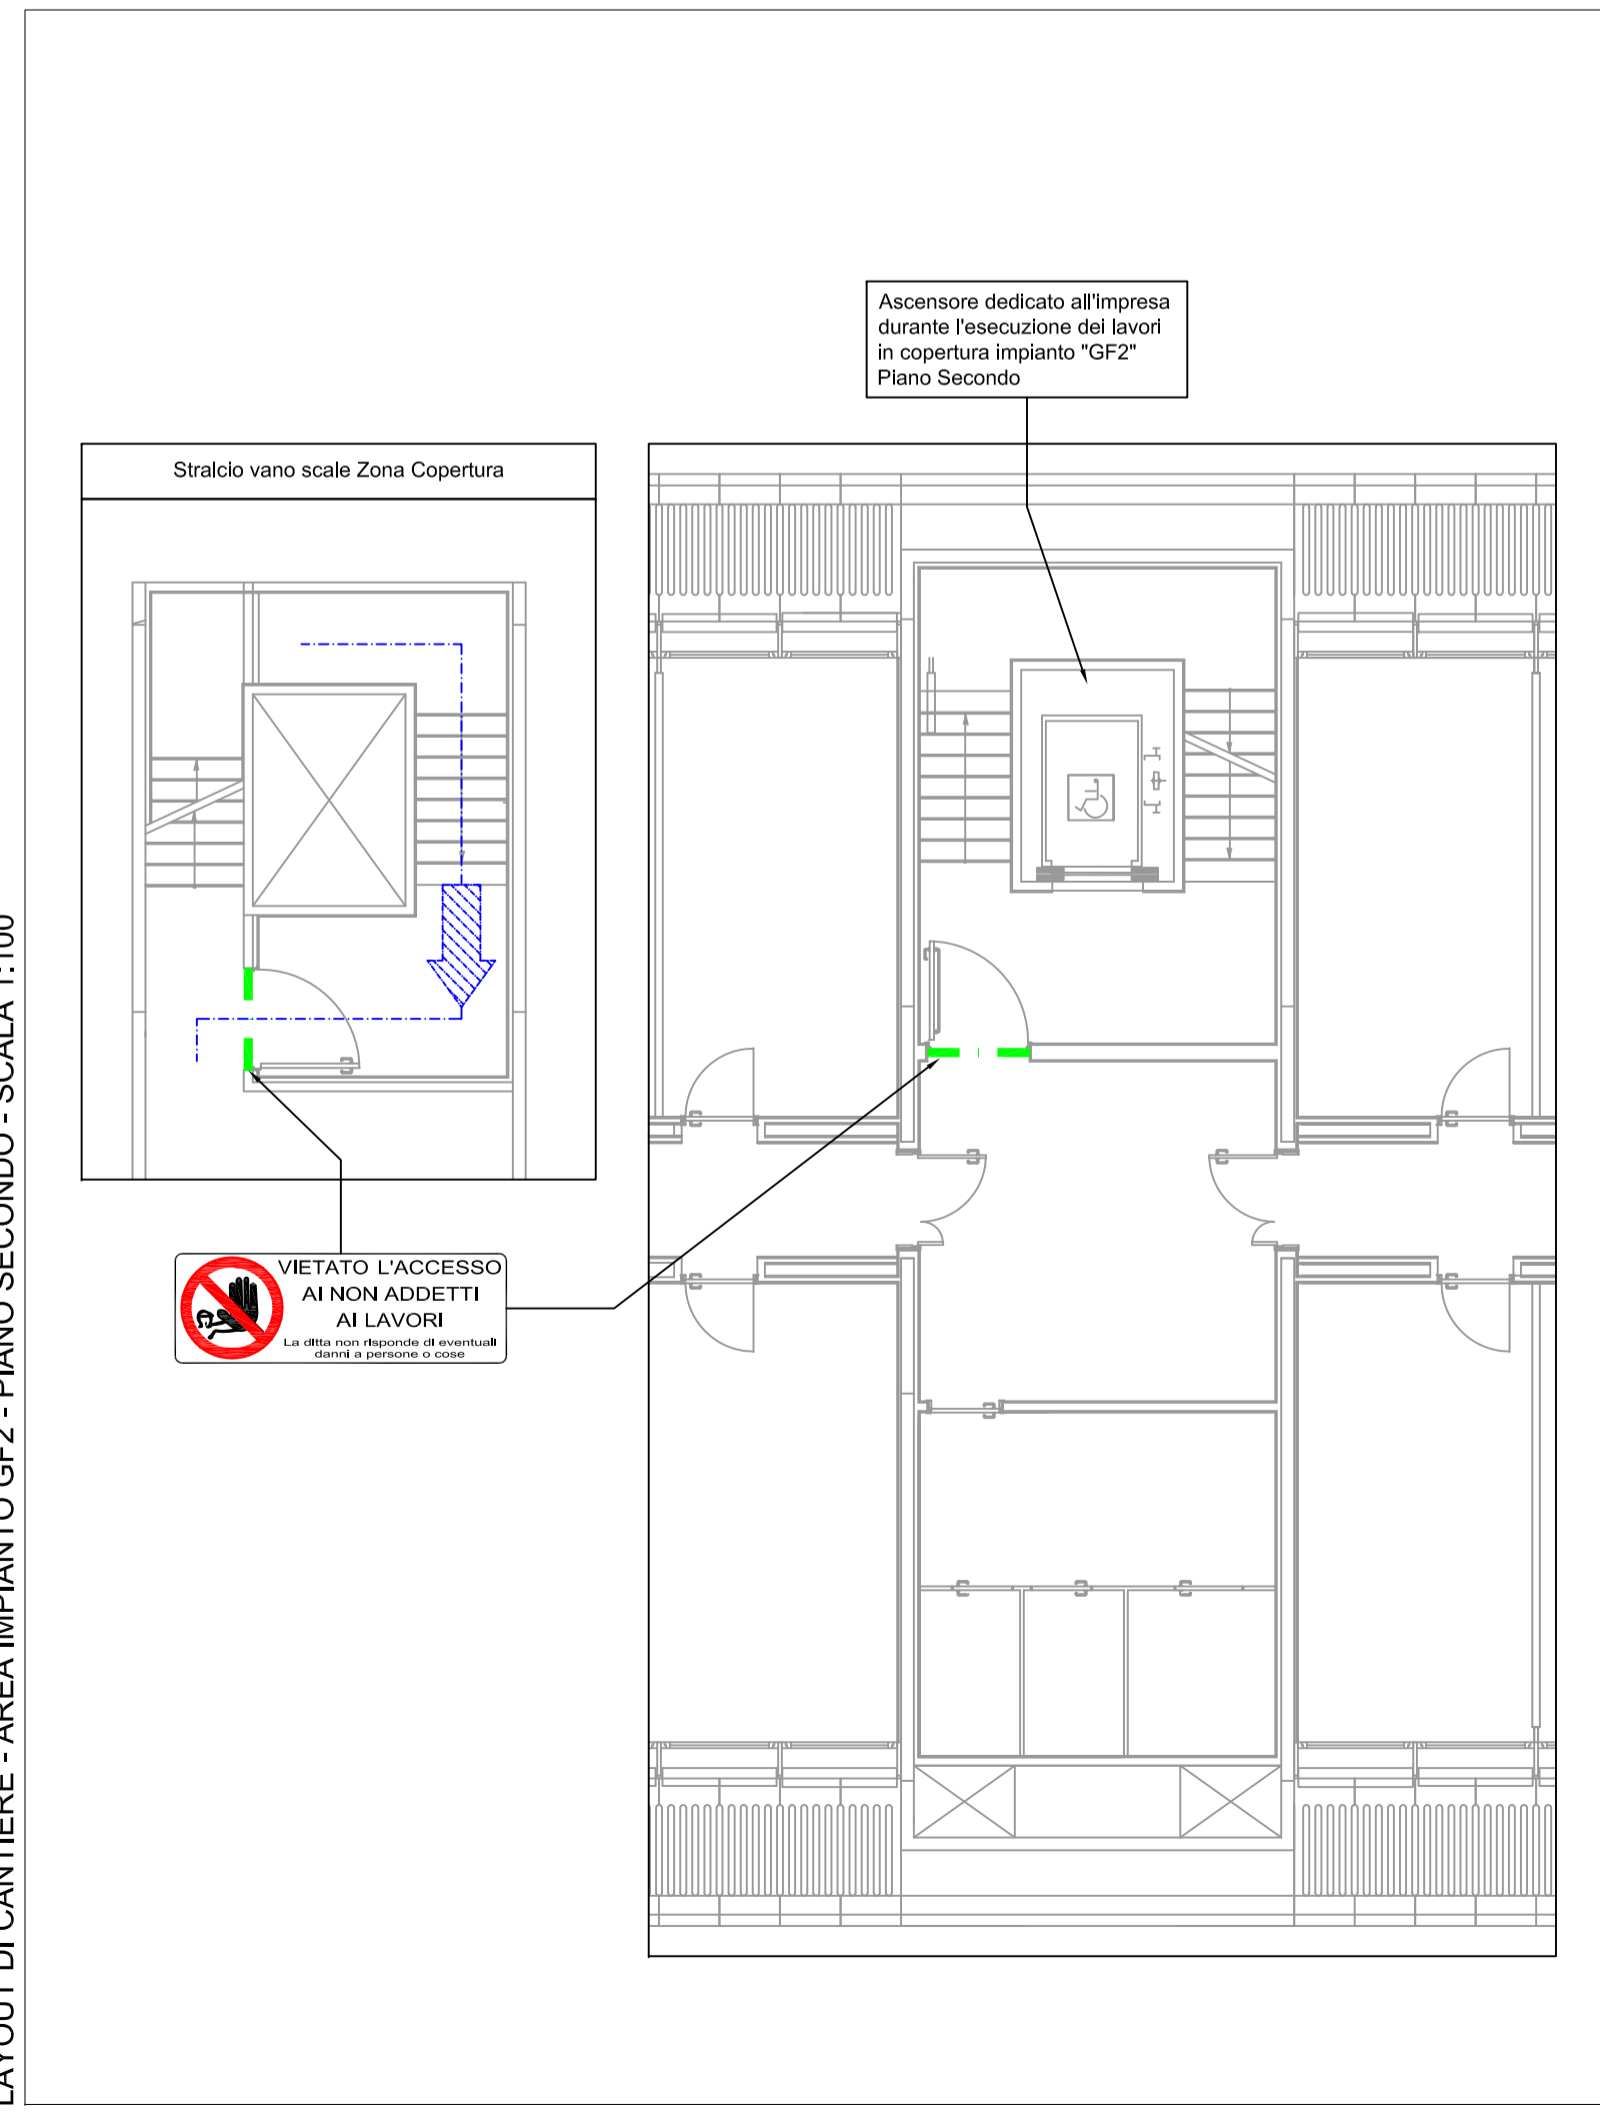 LAYOUT DI CANTIERE - AREA IMPIANTO GF2 - PIANO SECONDO - SCALA 1:100
Ascensore dedicato all'impresa
durante l'esecuzione dei lavori
in copertura impianto "GF2"
Piano Secondo
Stralcio vano scale Zona Copertura
VIETATO L'ACCESSO
AI NON ADDETTI
AI LAVORI
La ditta non risponde di eventuali
danni a persone o cose